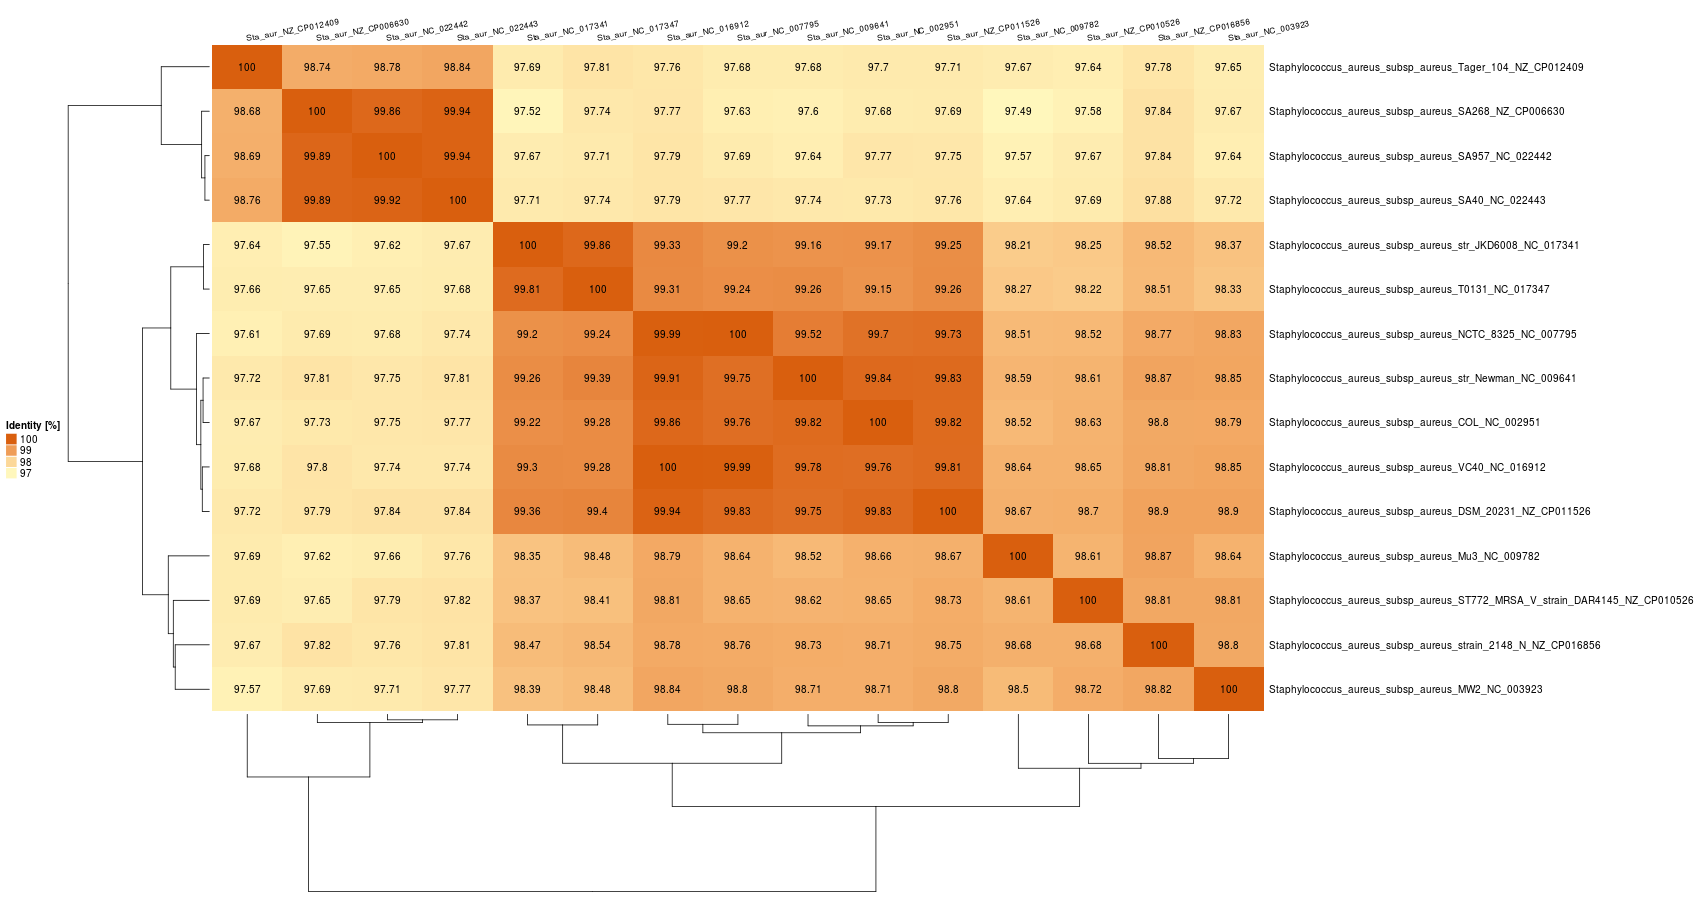 Sta_aur_NZ_CP012409 Sta_aur_NZ_CP006630 Sta_aur_NC_022442 Sta_aur_NC_022443 Sta_aur_NC_017341 Sta_aur_NC_017347 Sta_aur_NC_016912 Sta_aur_NC_007795 Sta_aur_NC_009641 Sta_aur_NC_002951 Sta_aur_NZ_CP011526 Sta_aur_NC_009782 Sta_aur_NZ_CP010526 Sta_aur_NZ_CP016856 Sta_aur_NC_003923
100 98.74 98.78 98.84 97.69 97.81 97.76 97.68 97.68 97.7 97.71 97.67 97.64 97.78 97.65 Staphylococcus_aureus_subsp_aureus_Tager_104_NZ_CP012409
98.68 100 99.86 99.94 97.52 97.74 97.77 97.63 97.6 97.68 97.69 97.49 97.58 97.84 97.67 Staphylococcus_aureus_subsp_aureus_SA268_NZ_CP006630
98.69 99.89 100 99.94 97.67 97.71 97.79 97.69 97.64 97.77 97.75 97.57 97.67 97.84 97.64 Staphylococcus_aureus_subsp_aureus_SA957_NC_022442
98.76 99.89 99.92 100 97.71 97.74 97.79 97.77 97.74 97.73 97.76 97.64 97.69 97.88 97.72 Staphylococcus_aureus_subsp_aureus_SA40_NC_022443
97.64 97.55 97.62 97.67 100 99.86 99.33 99.2 99.16 99.17 99.25 98.21 98.25 98.52 98.37 Staphylococcus_aureus_subsp_aureus_str_JKD6008_NC_017341
97.66 97.65 97.65 97.68 99.81 100 99.31 99.24 99.26 99.15 99.26 98.27 98.22 98.51 98.33 Staphylococcus_aureus_subsp_aureus_T0131_NC_017347
97.61 97.69 97.68 97.74 99.2 99.24 99.99 100 99.52 99.7 99.73 98.51 98.52 98.77 98.83 Staphylococcus_aureus_subsp_aureus_NCTC_8325_NC_007795
97.72 97.81 97.75 97.81 99.26 99.39 99.91 99.75 100 99.84 99.83 98.59 98.61 98.87 98.85 Staphylococcus_aureus_subsp_aureus_str_Newman_NC_009641
97.67 97.73 97.75 97.77 99.22 99.28 99.86 99.76 99.82 100 99.82 98.52 98.63 98.8 98.79 Staphylococcus_aureus_subsp_aureus_COL_NC_002951
97.68 97.8 97.74 97.74 99.3 99.28 100 99.99 99.78 99.76 99.81 98.64 98.65 98.81 98.85 Staphylococcus_aureus_subsp_aureus_VC40_NC_016912
97.72 97.79 97.84 97.84 99.36 99.4 99.94 99.83 99.75 99.83 100 98.67 98.7 98.9 98.9 Staphylococcus_aureus_subsp_aureus_DSM_20231_NZ_CP011526
97.69 97.62 97.66 97.76 98.35 98.48 98.79 98.64 98.52 98.66 98.67 100 98.61 98.87 98.64 Staphylococcus_aureus_subsp_aureus_Mu3_NC_009782
97.69 97.65 97.79 97.82 98.37 98.41 98.81 98.65 98.62 98.65 98.73 98.61 100 98.81 98.81 Staphylococcus_aureus_subsp_aureus_ST772_MRSA_V_strain_DAR4145_NZ_CP010526
97.67 97.82 97.76 97.81 98.47 98.54 98.78 98.76 98.73 98.71 98.75 98.68 98.68 100 98.8 Staphylococcus_aureus_subsp_aureus_strain_2148_N_NZ_CP016856
97.57 97.69 97.71 97.77 98.39 98.48 98.84 98.8 98.71 98.71 98.8 98.5 98.72 98.82 100 Staphylococcus_aureus_subsp_aureus_MW2_NC_003923
Identity [%]
100
99
98
97